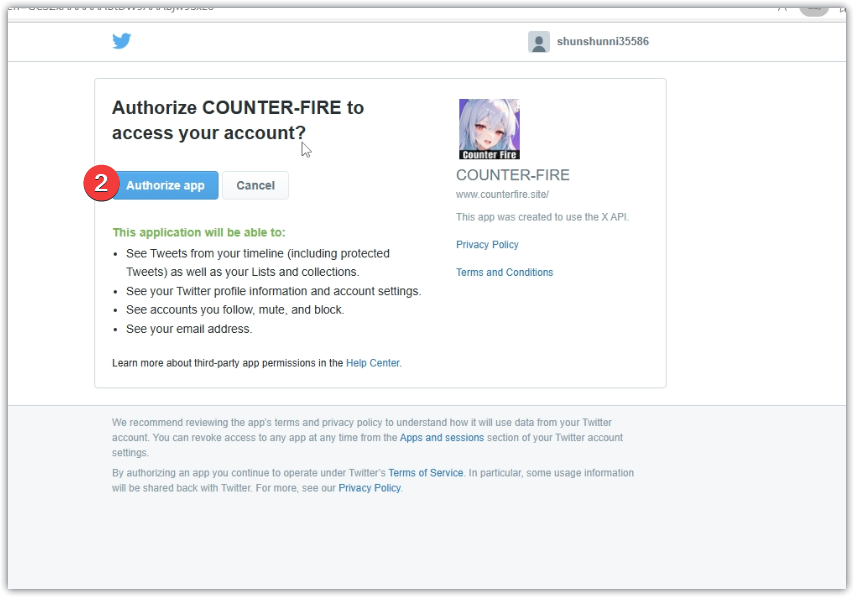 shunshunni35586
Authorize COUNTER-FIRE to
access your account?
Counter Fire
COUNTER-FIRE
www.counterfire.site/
This app was created to use the X API.
Privacy Policy
Terms and Conditions
2
Authorize app
Cancel
This application will be able to:
• See Tweets from your timeline (including protected
Tweets) as well as your Lists and collections.
• See your Twitter profile information and account settings.
• See accounts you follow, mute, and block.
• See your email address.
Learn more about third-party app permissions in the Help Center.
We recommend reviewing the app's terms and privacy policy to understand how it will use data from your Twitter
account. You can revoke access to any app at any time from the Apps and sessions section of your Twitter account
settings.
By authorizing an app you continue to operate under Twitter's Terms of Service. In particular, some usage information
will be shared back with Twitter. For more, see our Privacy Policy.